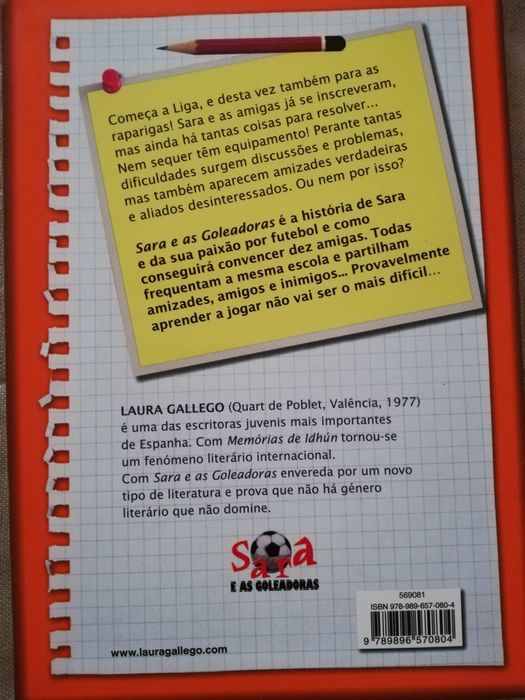 Começa a Liga, e desta vez também para as
raparigas! Sara e as amigas já se inscreveram,
mas ainda há tantas coisas para resolver...
Nem sequer têm equipamento! Perante tantas
dificuldades surgem discussões e problemas,
mas também aparecem amizades verdadeiras
e aliados desinteressados. Ou nem por isso?
Sara e as Goleadoras é a história de Sara
e da sua paixão por futebol e como
conseguirá convencer dez amigas. Todas
frequentam a mesma escola e partilham
amizades, amigos e inimigos... Provavelmente
aprender a jogar não vai ser o mais difícil...
LAURA GALLEGO (Quart de Poblet, Valência, 1977)
é uma das escritoras juvenis mais importantes
de Espanha. Com Memórias de Idhún tornou-se
um fenómeno literário internacional.
Com Sara e as Goleadoras envereda por um novo
tipo de literatura e prova que não há género
literário que não domine.
Sara
E AS GOLEADORAS
569081
ISBN 978-989-657-080-4
9 789896 570804
www.lauragallego.com